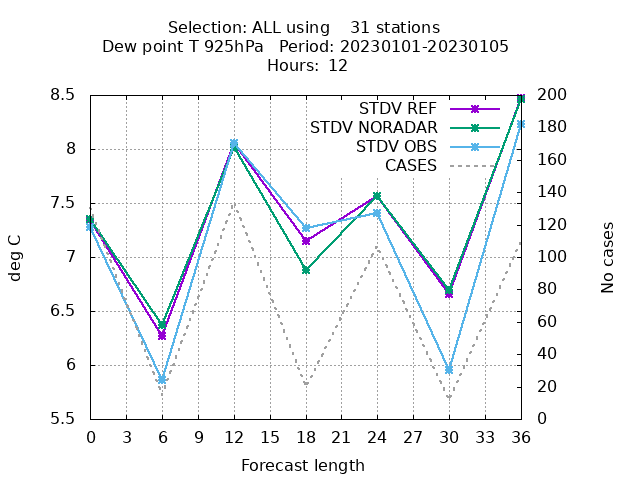 Selection: ALL using    31 stations
Dew point T 925hPa   Period: 20230101-20230105
Hours:  12
STDV REF
STDV NORADAR
STDV OBS
CASES
8.5
8
7.5
7
6.5
6
5.5
deg C
200
180
160
140
120
100
80
60
40
20
0
No cases
0 3 6 9 12 15 18 21 24 27 30 33 36
Forecast length